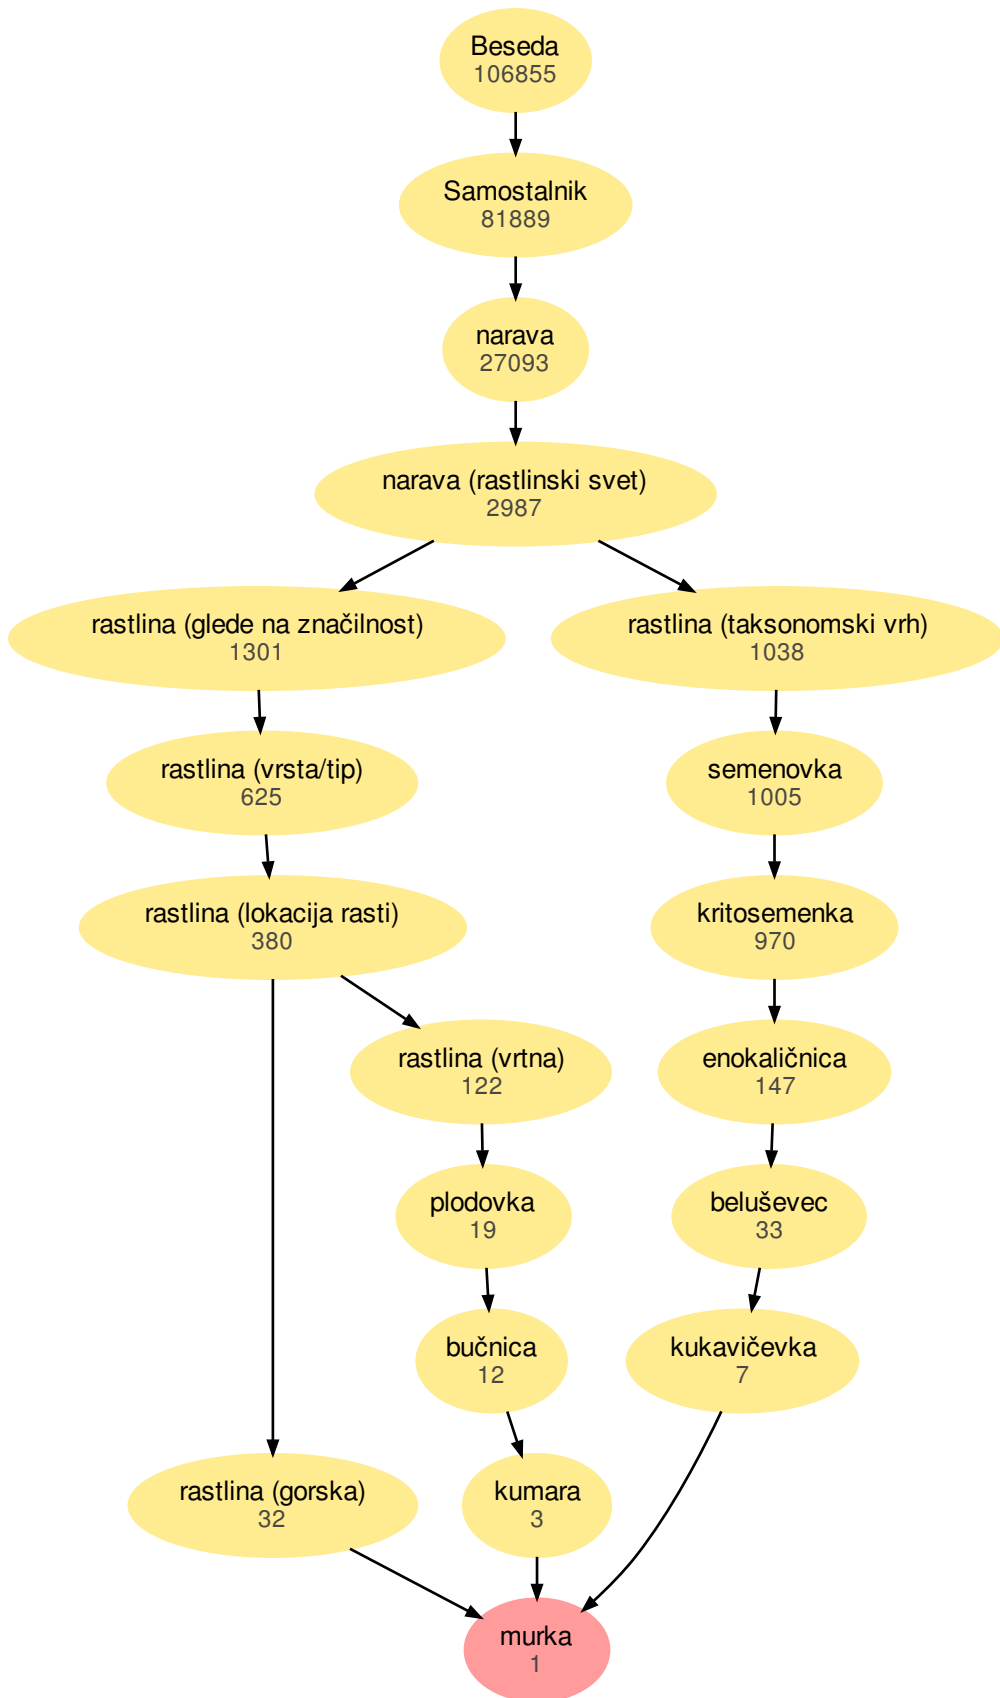 Beseda
106855
Samostalnik
81889
narava
27093
narava (rastlinski svet)
2987
rastlina (glede na značilnost)
1301
rastlina (taksonomski vrh)
1038
rastlina (vrsta/tip)
625
semenovka
1005
rastlina (lokacija rasti)
380
kritosemenka
970
rastlina (vrtna)
122
enokaličnica
147
plodovka
19
beluševec
33
bučnica
12
kukavičevka
7
rastlina (gorska)
32
kumara
3
murka
1